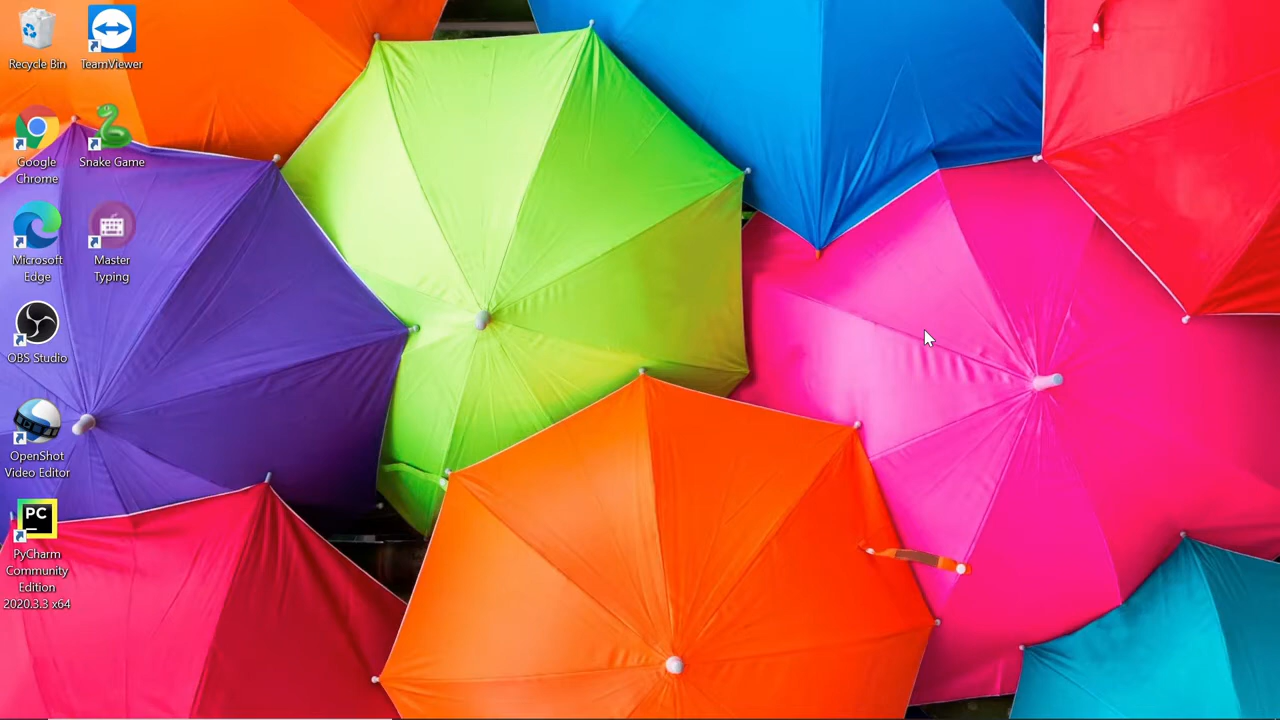 Recycle Bin
TeamViewer
Google
Chrome
Snake Game
Microsoft
Edge
Master
Typing
OBS Studio
OpenShot
Video Editor
PC
PyCharm
Community
Edition
2020.3.3 x64